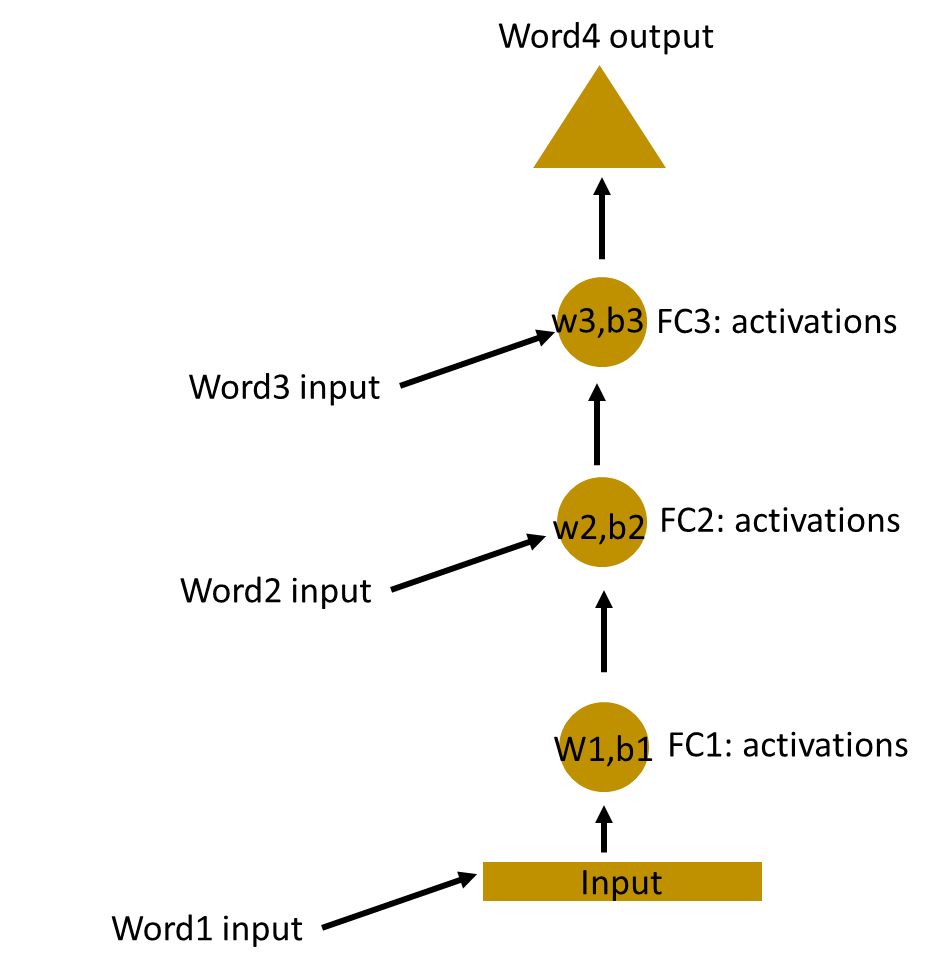 Word4 output
w3,b3 FC3: activations
Word3 input
w2,b2 FC2: activations
Word2 input
W1,b1 FC1: activations
Input
Word1 input